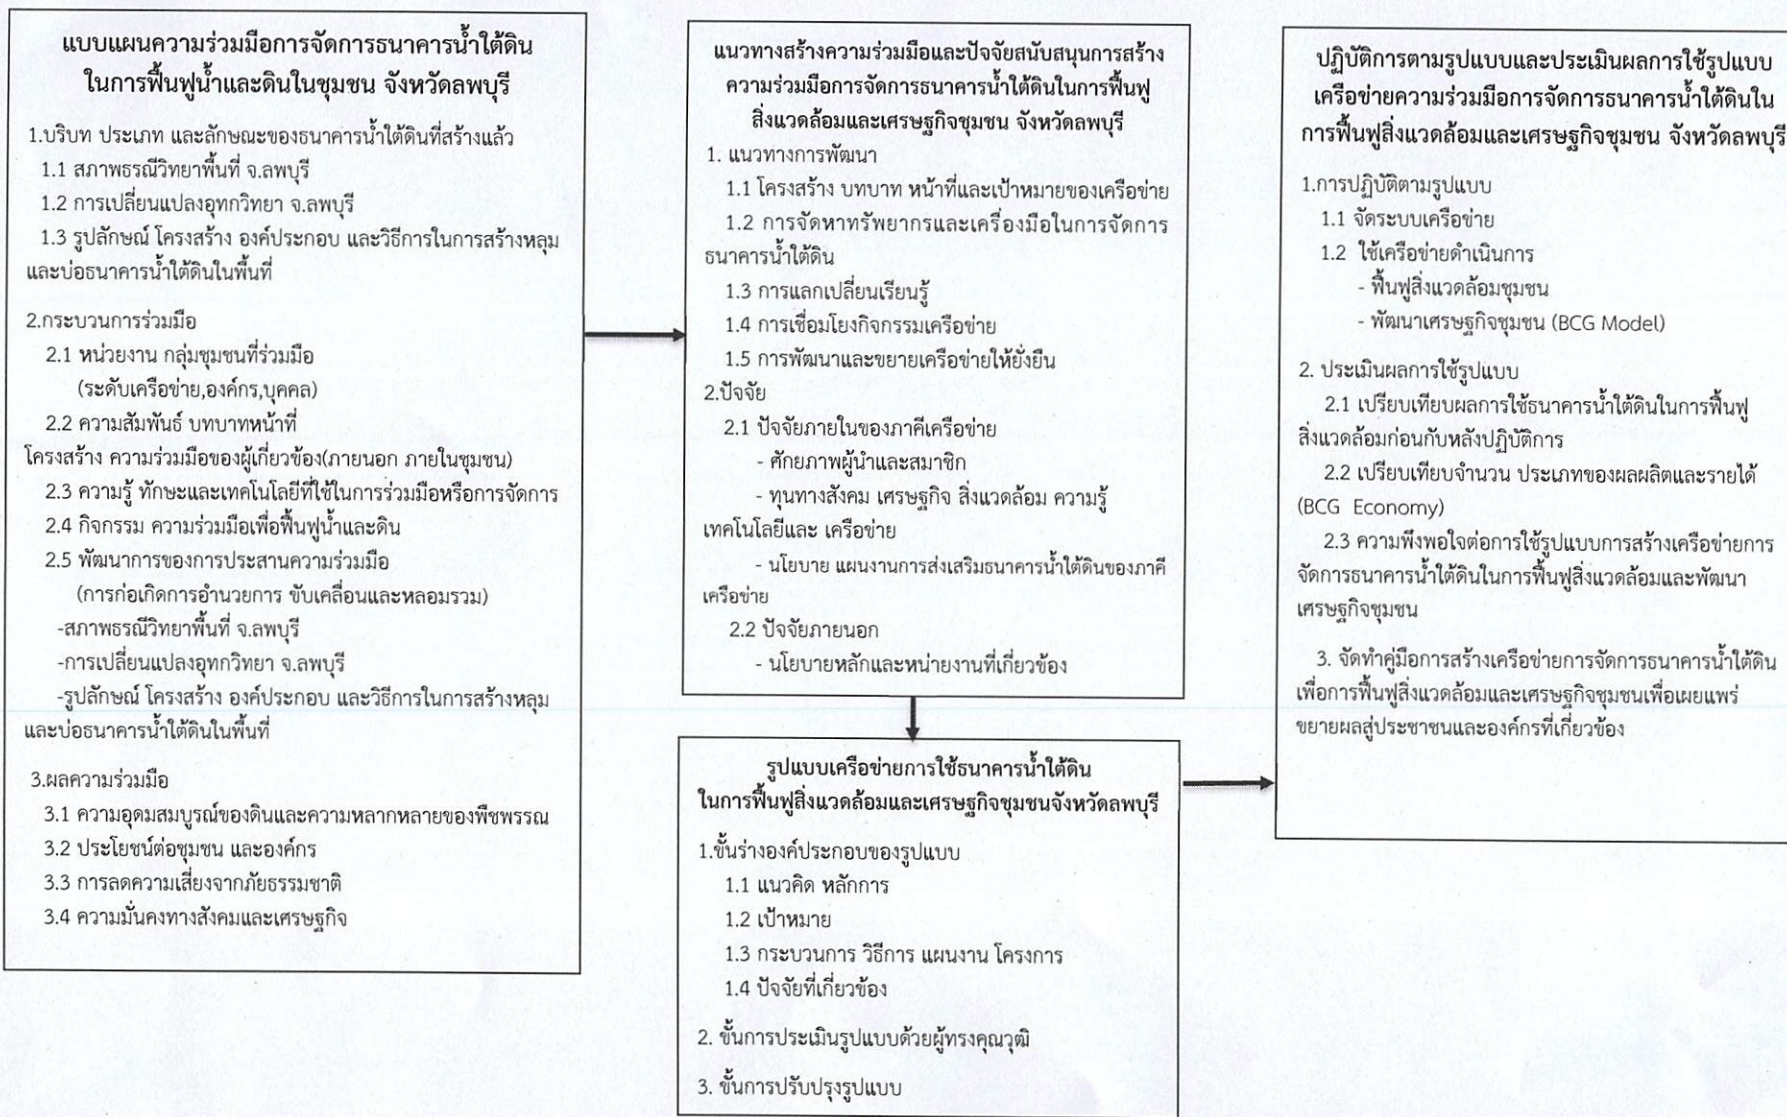 แบบแผนความร่วมมือการจัดการธนาคารน้ำใต้ดิน
ในการฟื้นฟูน้ำและดินในชุมชน จังหวัดลพบุรี
1.บริบท ประเภท และลักษณะของธนาคารน้ำใต้ดินที่สร้างแล้ว
1.1 สภาพธรณีวิทยาพื้นที่ จ.ลพบุรี
1.2 การเปลี่ยนแปลงอุทกวิทยา จ.ลพบุรี
1.3 รูปลักษณ์ โครงสร้าง องค์ประกอบ และวิธีการในการสร้างหลุม
และบ่อธนาคารน้ำใต้ดินในพื้นที่
2.กระบวนการร่วมมือ
2.1 หน่วยงาน กลุ่มชุมชนที่ร่วมมือ
(ระดับเครือข่าย,องค์กร,บุคคล)
2.2 ความสัมพันธ์ บทบาทหน้าที่
โครงสร้าง ความร่วมมือของผู้เกี่ยวข้อง(ภายนอก ภายในชุมชน)
2.3 ความรู้ ทักษะและเทคโนโลยีที่ใช้ในการร่วมมือหรือการจัดการ
2.4 กิจกรรม ความร่วมมือเพื่อฟื้นฟูน้ำและดิน
2.5 พัฒนาการของการประสานความร่วมมือ
(การก่อเกิดการอำนวยการ ขับเคลื่อนและหลอมรวม)
-สภาพธรณีวิทยาพื้นที่ จ.ลพบุรี
-การเปลี่ยนแปลงอุทกวิทยา จ.ลพบุรี
-รูปลักษณ์ โครงสร้าง องค์ประกอบ และวิธีการในการสร้างหลุม
และบ่อธนาคารน้ำใต้ดินในพื้นที่
3.ผลความร่วมมือ
3.1 ความอุดมสมบูรณ์ของดินและความหลากหลายของพืชพรรณ
3.2 ประโยชน์ต่อชุมชน และองค์กร
3.3 การลดความเสี่ยงจากภัยธรรมชาติ
3.4 ความมั่นคงทางสังคมและเศรษฐกิจ
แนวทางสร้างความร่วมมือและปัจจัยสนับสนุนการสร้าง
ความร่วมมือการจัดการธนาคารน้ำใต้ดินในการฟื้นฟู
สิ่งแวดล้อมและเศรษฐกิจชุมชน จังหวัดลพบุรี
1. แนวทางการพัฒนา
1.1 โครงสร้าง บทบาท หน้าที่และเป้าหมายของเครือข่าย
1.2 การจัดหาทรัพยากรและเครื่องมือในการจัดการ
ธนาคารน้ำใต้ดิน
1.3 การแลกเปลี่ยนเรียนรู้
1.4 การเชื่อมโยงกิจกรรมเครือข่าย
1.5 การพัฒนาและขยายเครือข่ายให้ยั่งยืน
2.ปัจจัย
2.1 ปัจจัยภายในของภาคีเครือข่าย
- ศักยภาพผู้นำและสมาชิก
- ทุนทางสังคม เศรษฐกิจ สิ่งแวดล้อม ความรู้
เทคโนโลยีและ เครือข่าย
- นโยบาย แผนงานการส่งเสริมธนาคารน้ำใต้ดินของภาคี
เครือข่าย
2.2 ปัจจัยภายนอก
- นโยบายหลักและหน่ายงานที่เกี่ยวข้อง
รูปแบบเครือข่ายการใช้ธนาคารน้ำใต้ดิน
ในการฟื้นฟูสิ่งแวดล้อมและเศรษฐกิจชุมชนจังหวัดลพบุรี
1.ขั้นร่างองค์ประกอบของรูปแบบ
1.1 แนวคิด หลักการ
1.2 เป้าหมาย
1.3 กระบวนการ วิธีการ แผนงาน โครงการ
1.4 ปัจจัยที่เกี่ยวข้อง
2. ขั้นการประเมินรูปแบบด้วยผู้ทรงคุณวุฒิ
3. ขั้นการปรับปรุงรูปแบบ
ปฏิบัติการตามรูปแบบและประเมินผลการใช้รูปแบบ
เครือข่ายความร่วมมือการจัดการธนาคารน้ำใต้ดินใน
การฟื้นฟูสิ่งแวดล้อมและเศรษฐกิจชุมชน จังหวัดลพบุรี
1.การปฏิบัติตามรูปแบบ
1.1 จัดระบบเครือข่าย
1.2 ใช้เครือข่ายดำเนินการ
- ฟื้นฟูสิ่งแวดล้อมชุมชน
- พัฒนาเศรษฐกิจชุมชน (BCG Model)
2. ประเมินผลการใช้รูปแบบ
2.1 เปรียบเทียบผลการใช้ธนาคารน้ำใต้ดินในการฟื้นฟู
สิ่งแวดล้อมก่อนกับหลังปฏิบัติการ
2.2 เปรียบเทียบจำนวน ประเภทของผลผลิตและรายได้
(BCG Economy)
2.3 ความพึงพอใจต่อการใช้รูปแบบการสร้างเครือข่ายการ
จัดการธนาคารน้ำใต้ดินในการฟื้นฟูสิ่งแวดล้อมและพัฒนา
เศรษฐกิจชุมชน
3. จัดทำคู่มือการสร้างเครือข่ายการจัดการธนาคารน้ำใต้ดิน
เพื่อการฟื้นฟูสิ่งแวดล้อมและเศรษฐกิจชุมชนเพื่อเผยแพร่
ขยายผลสู่ประชาชนและองค์กรที่เกี่ยวข้อง